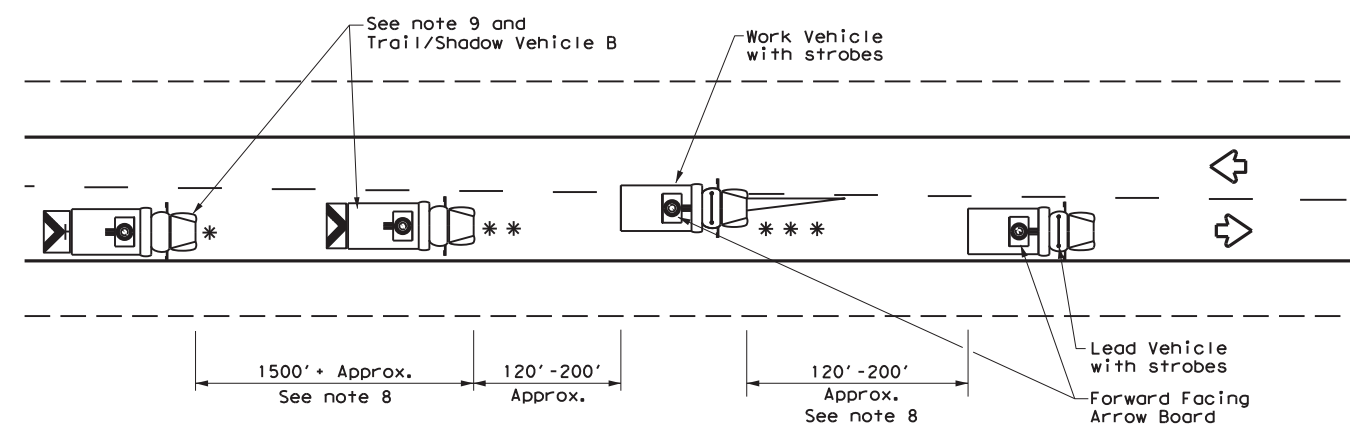 See note 9 and
Trail/Shadow Vehicle B
Work Vehicle
with strobes
*
* *
* * *
1500'+ Approx.
See note 8
120'-200'
Approx.
120'-200'
Approx.
See note 8
Lead Vehicle
with strobes
Forward Facing
Arrow Board